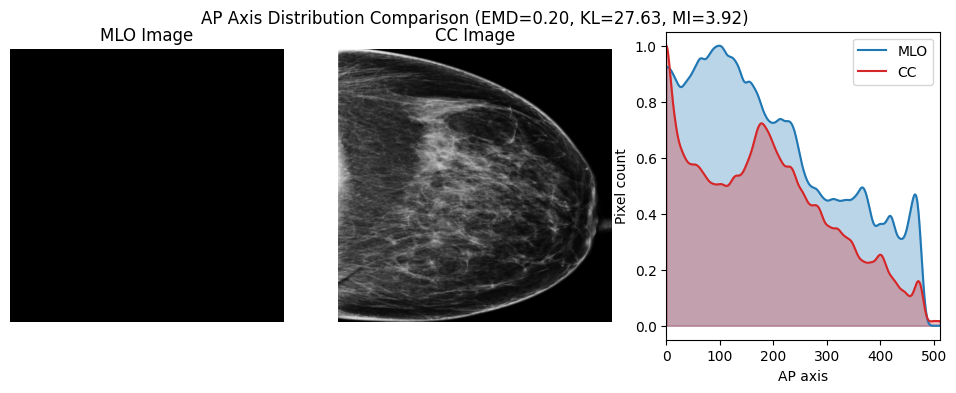 AP Axis Distribution Comparison (EMD=0.20, KL=27.63, MI=3.92)
MLO Image
CC Image
MLO
CC
Pixel count
1.0
0.8
0.6
0.4
0.2
0.0
0 100 200 300 400 500
AP axis